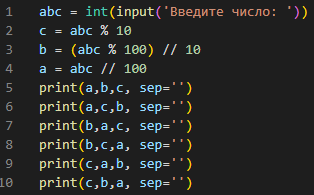 1 abc = int(input('Введите число: '))
2 c = abc % 10
3 b = (abc % 100) // 10
4 a = abc // 100
5 print(a,b,c, sep='')
6 print(a,c,b, sep='')
7 print(b,a,c, sep='')
8 print(b,c,a, sep='')
9 print(c,a,b, sep='')
10 print(c,b,a, sep='')